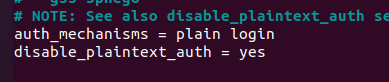 # NOTE: See also disable_plaintext_auth se
auth_mechanisms = plain login
disable_plaintext_auth = yes